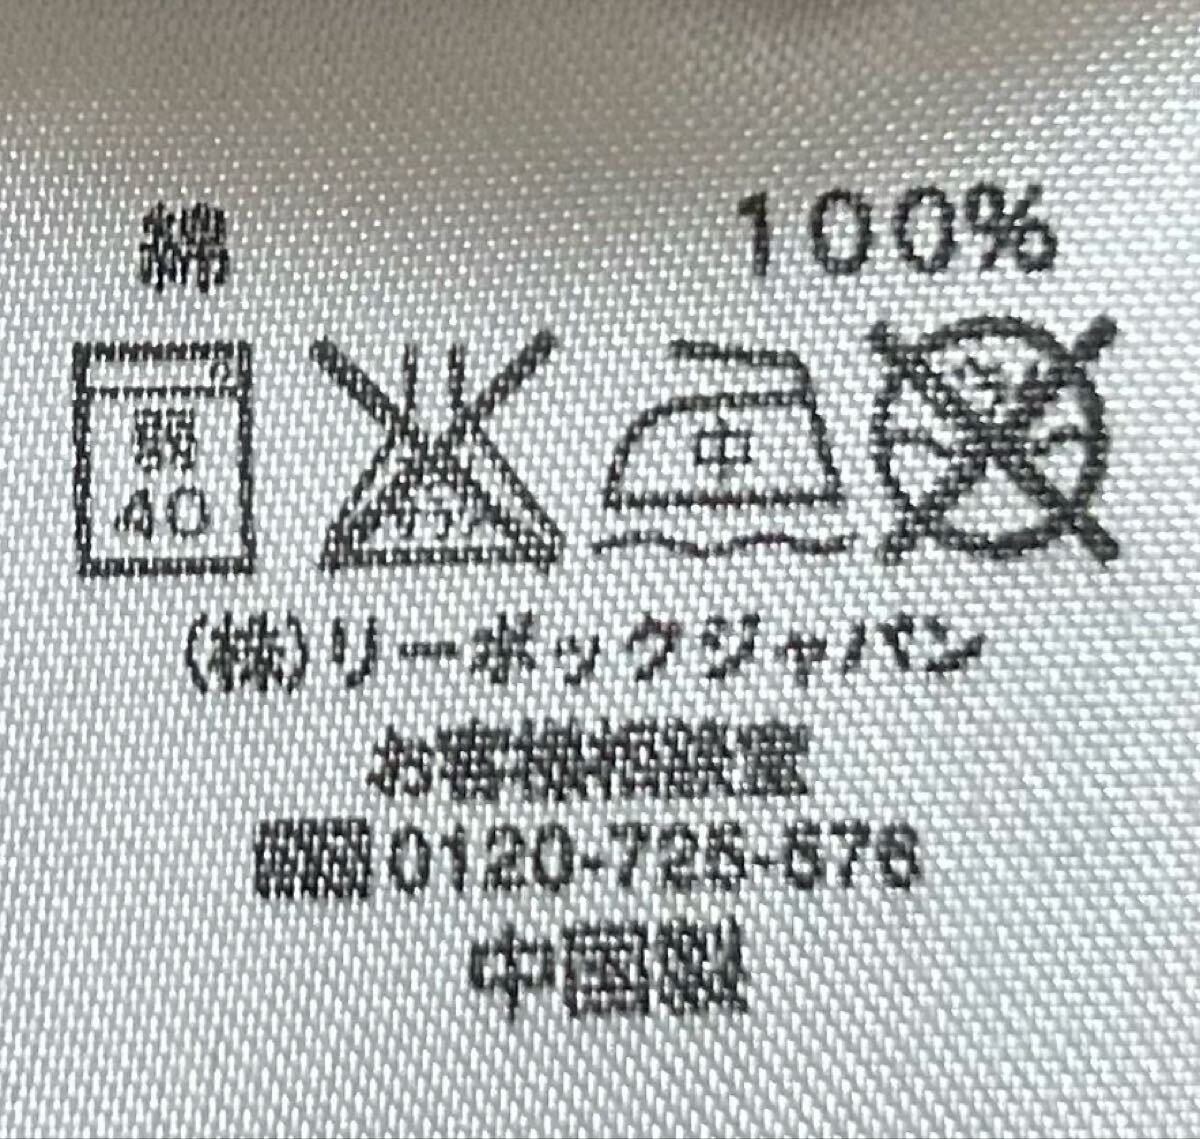 綿 100%
弱 40 中
(株)リーボックジャパン
お客様相談室
0120-725-576
中国製